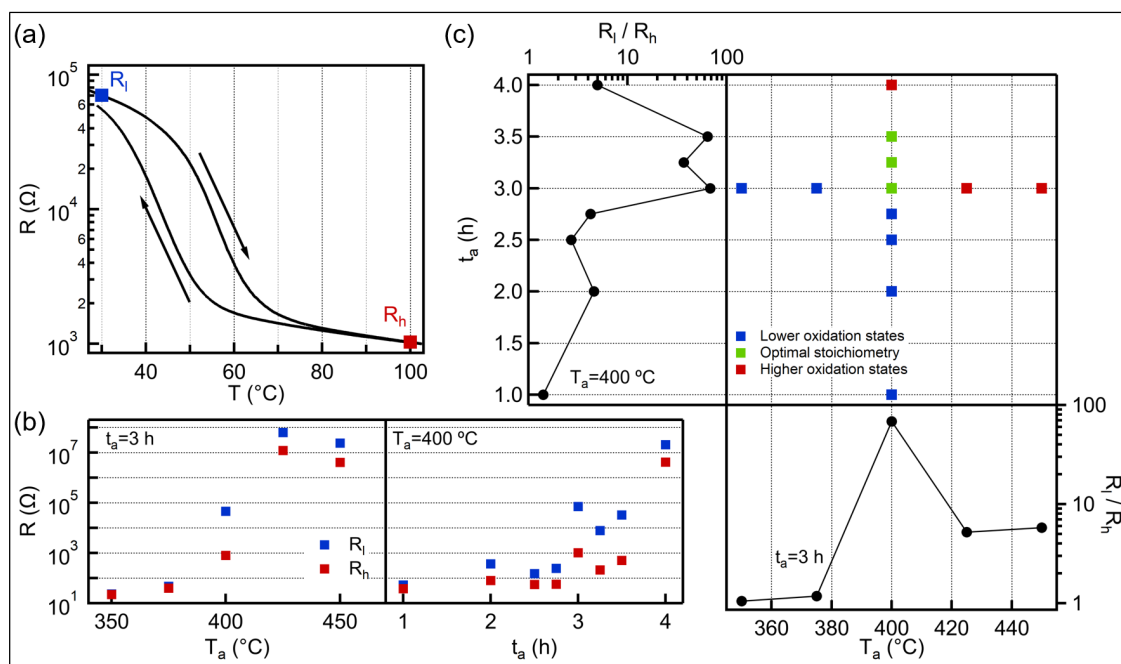 (a)
10⁵
6
4
2
10⁴
6
4
2
10³
R (Ω)
R_l
R_h
40 60 80 100
T (°C)
(b)
t_a=3 h
T_a=400 ºC
10⁷
10⁵
10³
10¹
R (Ω)
R_l
R_h
350 400 450
T_a (°C)
1 2 3 4
t_a (h)
(c)
R_l / R_h
1 10 100
4.0
3.5
3.0
2.5
2.0
1.5
1.0
t_a (h)
T_a=400 ºC
Lower oxidation states
Optimal stoichiometry
Higher oxidation states
t_a=3 h
100
10
1
R_l / R_h
360 380 400 420 440
T_a (°C)